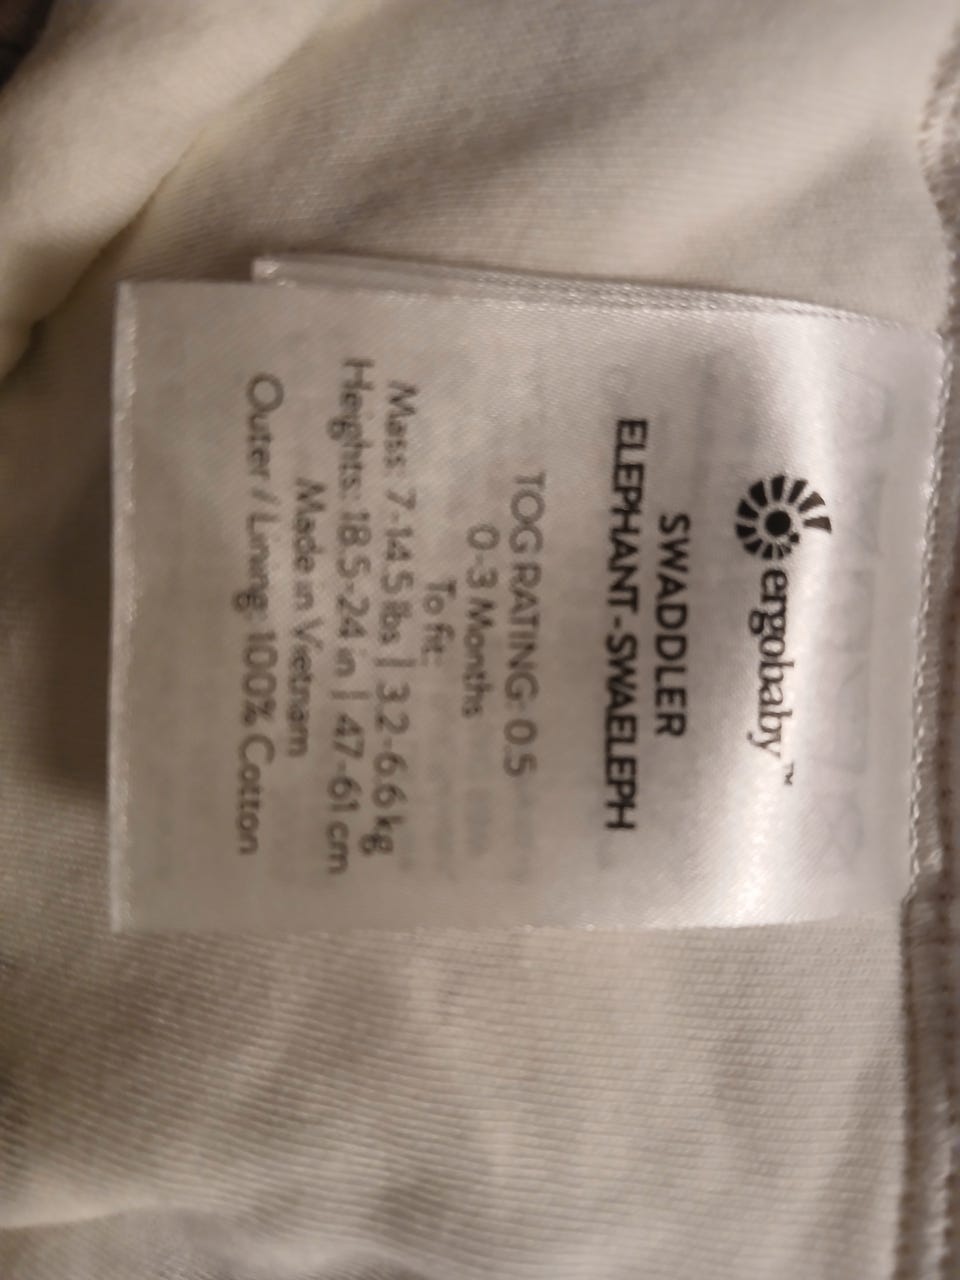 ergobaby™
SWADDLER
ELEPHANT-SWAELEPH
TOG RATING: 0.5
0-3 Months
To fit:
Mass: 7-14.5 lbs | 3.2-6.6 kg
Heights: 18.5-24 in | 47-61 cm
Made in Vietnam
Outer / Lining: 100% Cotton